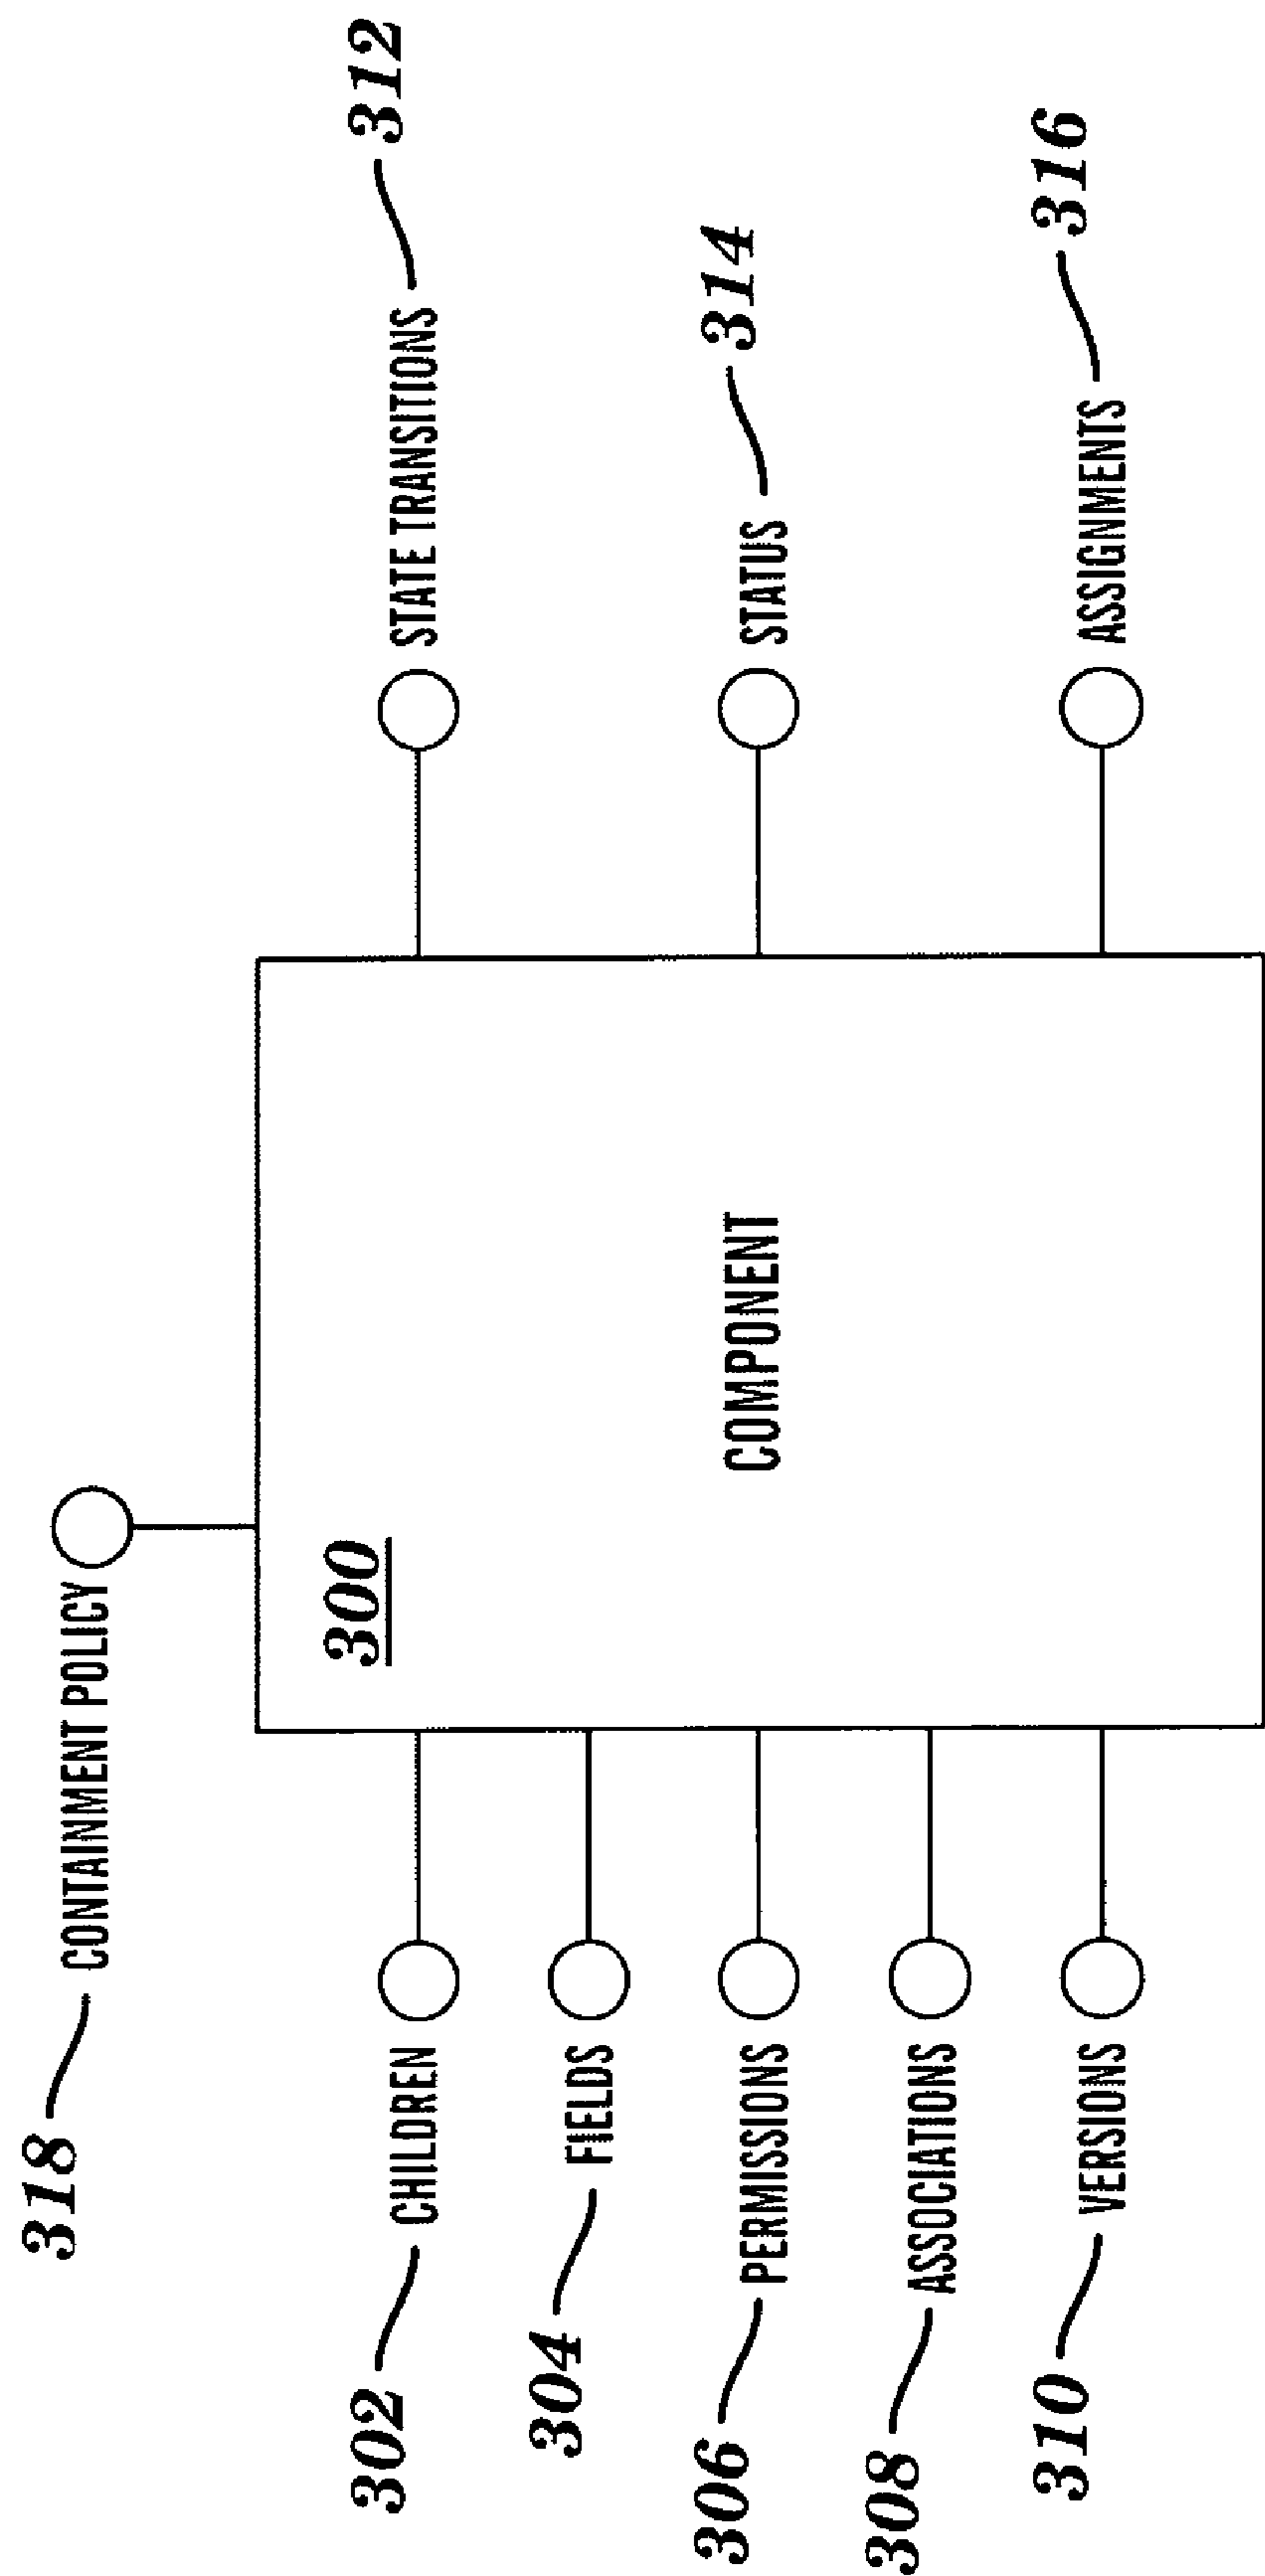 318 CONTAINMENT POLICY
300
COMPONENT
302 CHILDREN
304 FIELDS
306 PERMISSIONS
308 ASSOCIATIONS
310 VERSIONS
STATE TRANSITIONS 312
STATUS 314
ASSIGNMENTS 316